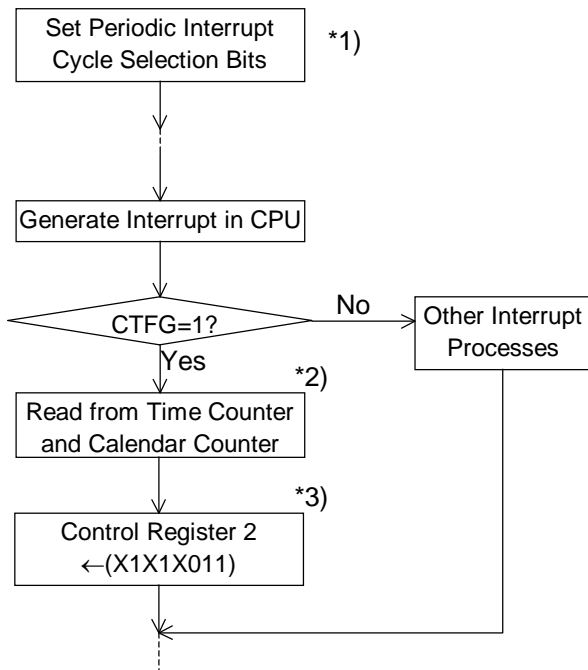 Set Periodic Interrupt
Cycle Selection Bits
*1)
Generate Interrupt in CPU
CTFG=1?
No
Other Interrupt
Processes
Yes
*2)
Read from Time Counter
and Calendar Counter
*3)
Control Register 2
←(X1X1X011)